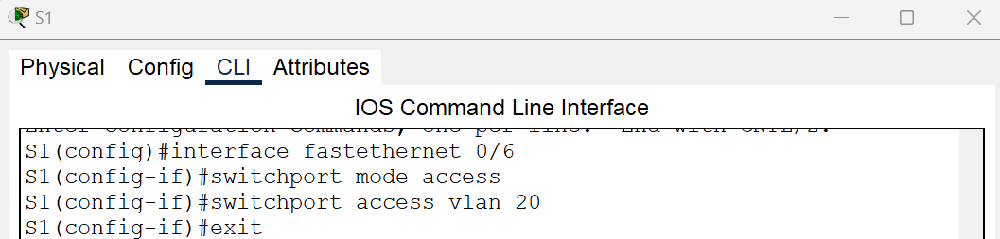 S1
Physical Config CLI Attributes
IOS Command Line Interface
S1(config)#interface fastethernet 0/6
S1(config-if)#switchport mode access
S1(config-if)#switchport access vlan 20
S1(config-if)#exit